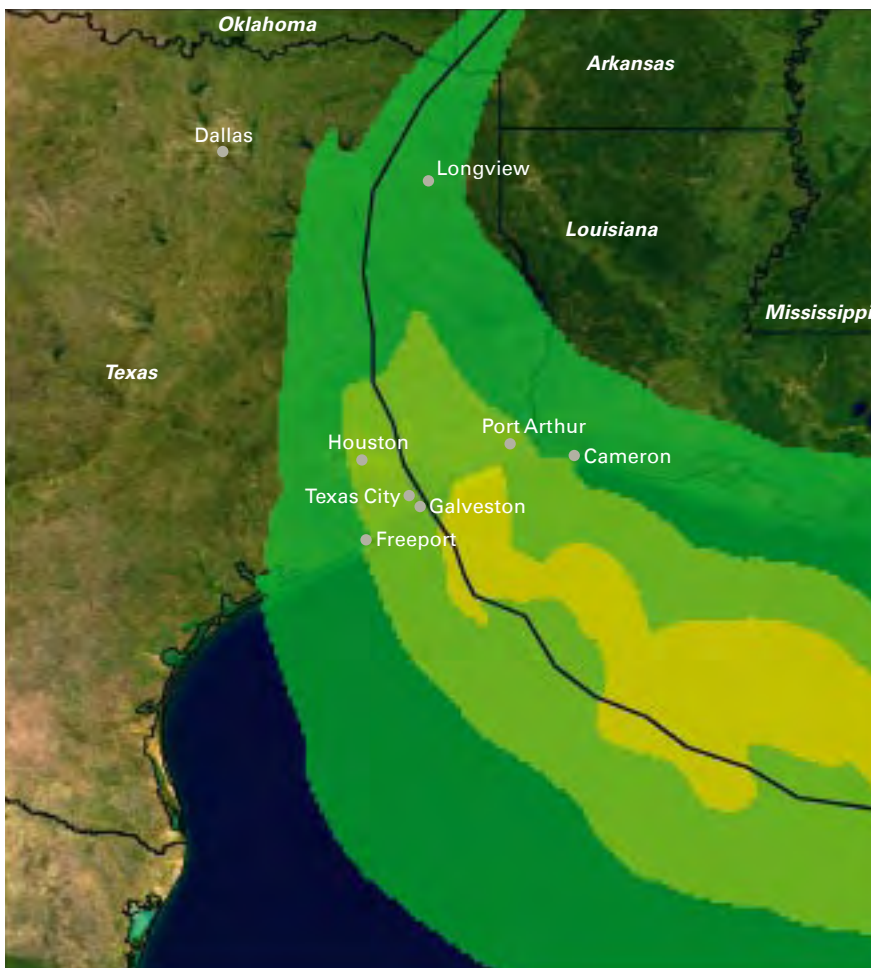 Oklahoma
Arkansas
Dallas
Longview
Louisiana
Mississippi
Texas
Port Arthur
Houston
Cameron
Texas City
Galveston
Freeport